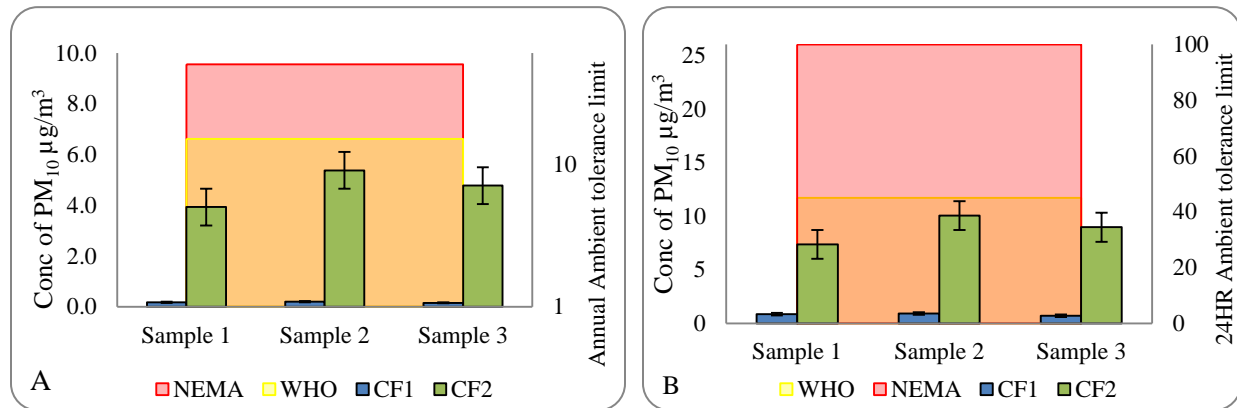 10.0
8.0
6.0
4.0
2.0
0.0
Conc of PM10 µg/m³
10
1
Annual Ambient tolerance limit
Sample 1 Sample 2 Sample 3
NEMA WHO CF1 CF2
A
25
20
15
10
5
0
Conc of PM10 µg/m³
100
80
60
40
20
0
24HR Ambient tolerance limit
Sample 1 Sample 2 Sample 3
WHO NEMA CF1 CF2
B